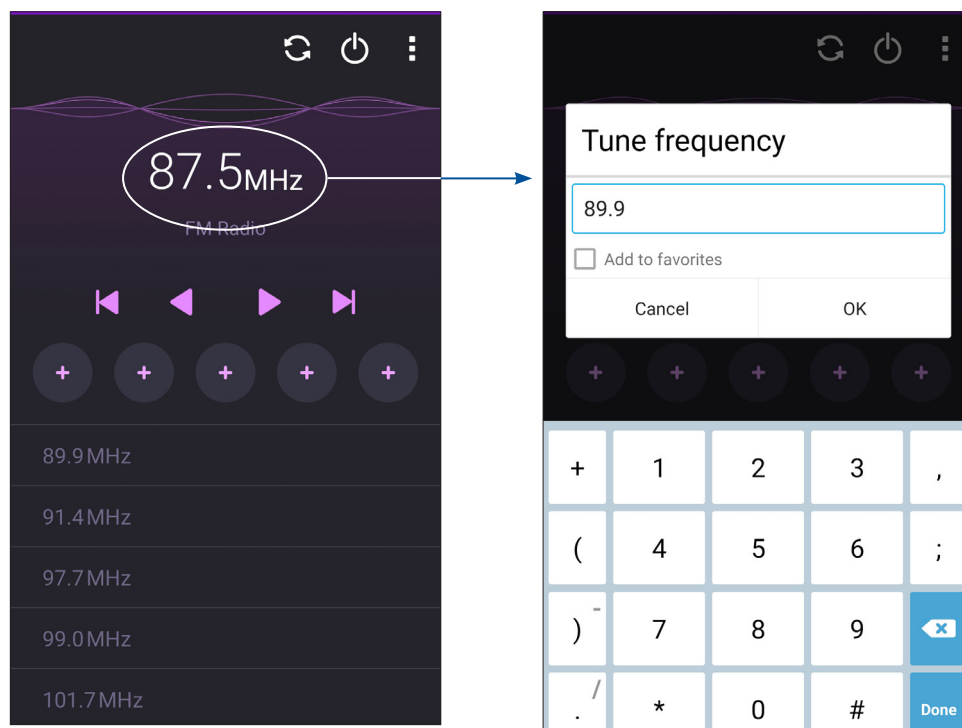 87.5MHz
FM Radio
+ + + + +
89.9MHz
91.4MHz
97.7MHz
99.0MHz
101.7MHz
Tune frequency
89.9
Add to favorites
Cancel OK
+ + + + +
+ 1 2 3 ,
( 4 5 6 ;
) - 7 8 9
. / * 0 # Done